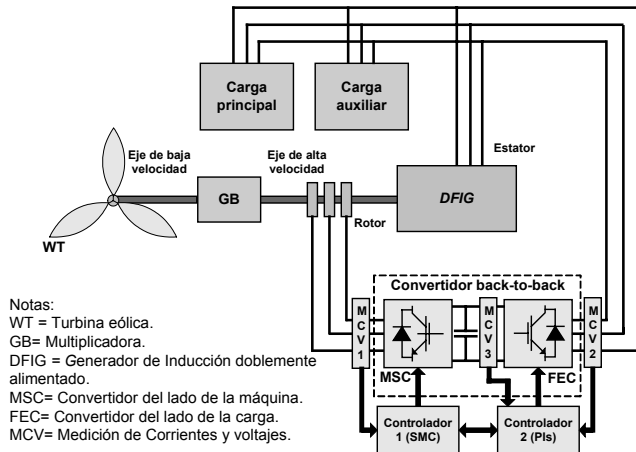 Carga
principal
Carga
auxiliar
Estator
Eje de baja
velocidad
Eje de alta
velocidad
GB
DFIG
Rotor
WT
Convertidor back-to-back
M
C
V
1
MSC
M
C
V
3
FEC
M
C
V
2
Controlador
1 (SMC)
Controlador
2 (PIs)
Notas:
WT = Turbina eólica.
GB= Multiplicadora.
DFIG = Generador de Inducción doblemente
alimentado.
MSC= Convertidor del lado de la máquina.
FEC= Convertidor del lado de la carga.
MCV= Medición de Corrientes y voltajes.